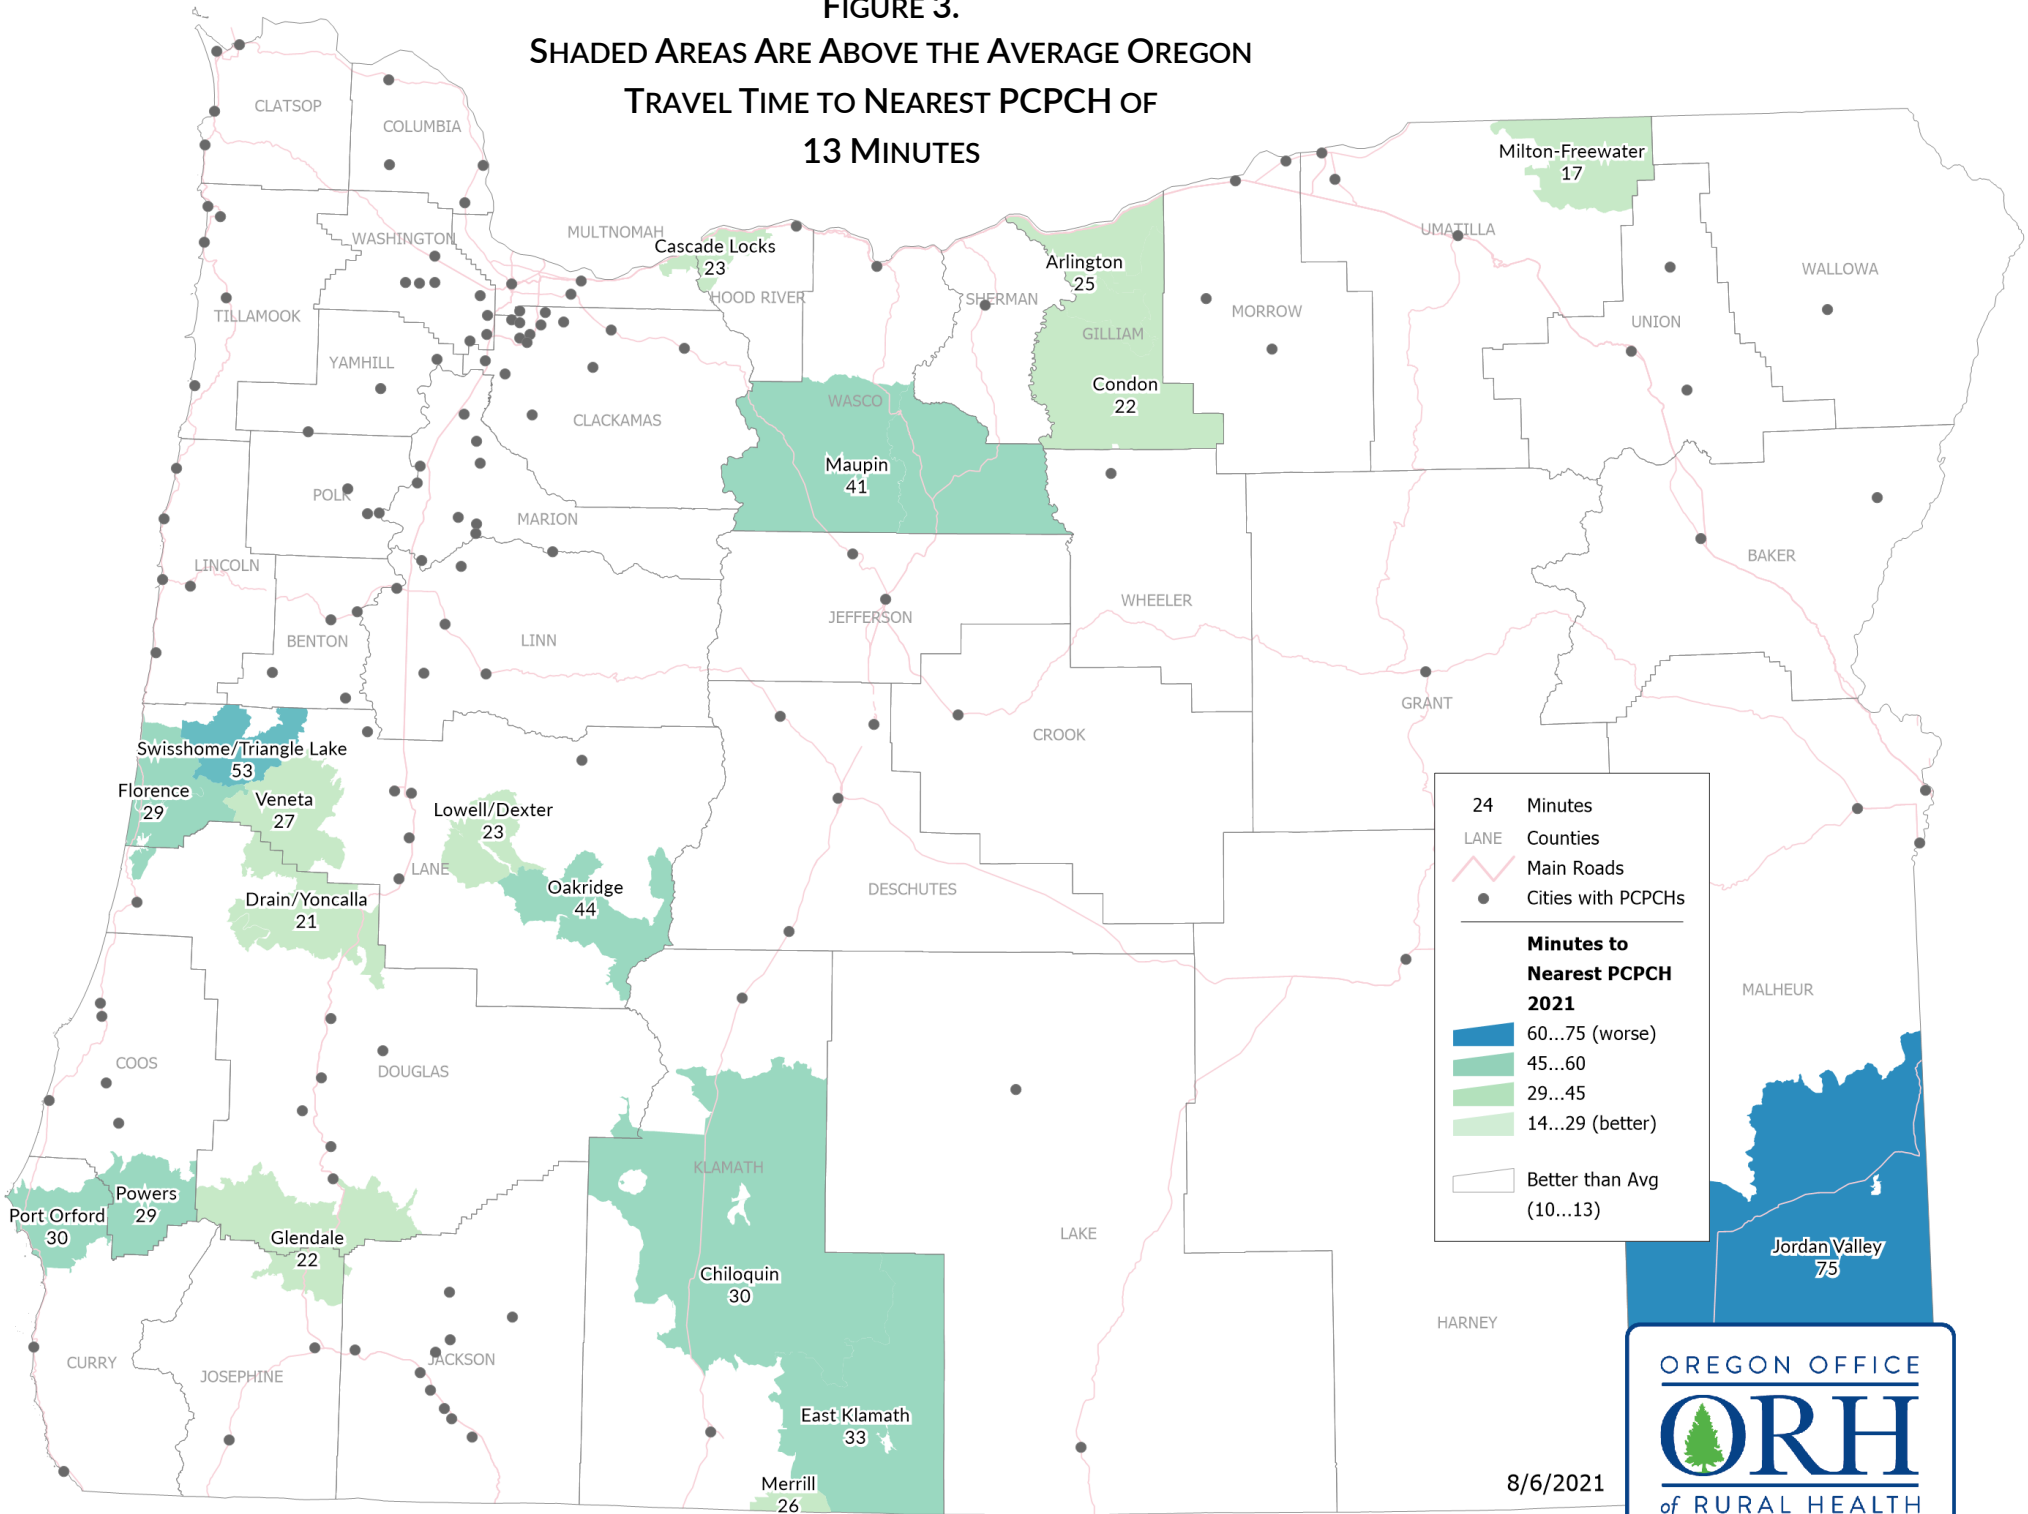 FIGURE 3.
SHADED AREAS ARE ABOVE THE AVERAGE OREGON
TRAVEL TIME TO NEAREST PCPCH OF
13 MINUTES
CLATSOP
COLUMBIA
Milton-Freewater
17
MULTNOMAH
WASHINGTON
Cascade Locks
23
UMATILLA
Arlington
25
WALLOWA
HOOD RIVER
SHERMAN
TILLAMOOK
MORROW
UNION
GILLIAM
YAMHILL
Condon
22
WASCO
CLACKAMAS
Maupin
41
POLK
MARION
LINCOLN
BAKER
WHEELER
JEFFERSON
BENTON
LINN
GRANT
CROOK
Swisshome/Triangle Lake
53
Florence
29
Veneta
27
Lowell/Dexter
23
LANE
Oakridge
44
DESCHUTES
Drain/Yoncalla
21
24 Minutes
LANE Counties
Main Roads
Cities with PCPCHs
Minutes to
Nearest PCPCH
2021
60...75 (worse)
45...60
29...45
14...29 (better)
Better than Avg
(10...13)
MALHEUR
COOS
DOUGLAS
KLAMATH
Powers
29
Port Orford
30
Glendale
22
LAKE
Jordan Valley
75
Chiloquin
30
HARNEY
CURRY
JOSEPHINE
JACKSON
East Klamath
33
Merrill
26
8/6/2021
OREGON OFFICE
ORH
of RURAL HEALTH